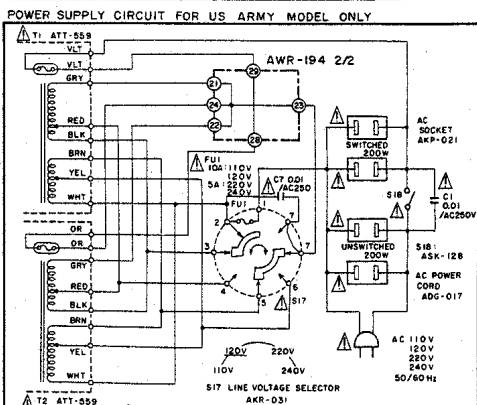 POWER SUPPLY CIRCUIT FOR US ARMY MODEL ONLY
T1 ATT-559
VLT
VLT
GRY
RED
BLK
BRN
YEL
WHT
OR
OR
GRY
RED
BLK
BRN
YEL
WHT
T2 ATT-559
AWR-194 2/2
29
21
24
23
22
28
FU1
10A:110V
120V
5A:220V
240V
FU1
C7 0.01
/AC250
1
2
7
3
7
4
5
6
S17
120V
220V
110V
240V
S17 LINE VOLTAGE SELECTOR
AKR-031
SWITCHED
200W
AC
SOCKET
AKP-021
S18
C1
0.01
/AC250V
UNSWITCHED
200W
S18:
ASK-128
AC POWER
CORD
ADG-017
AC 110V
120V
220V
240V
50/60Hz